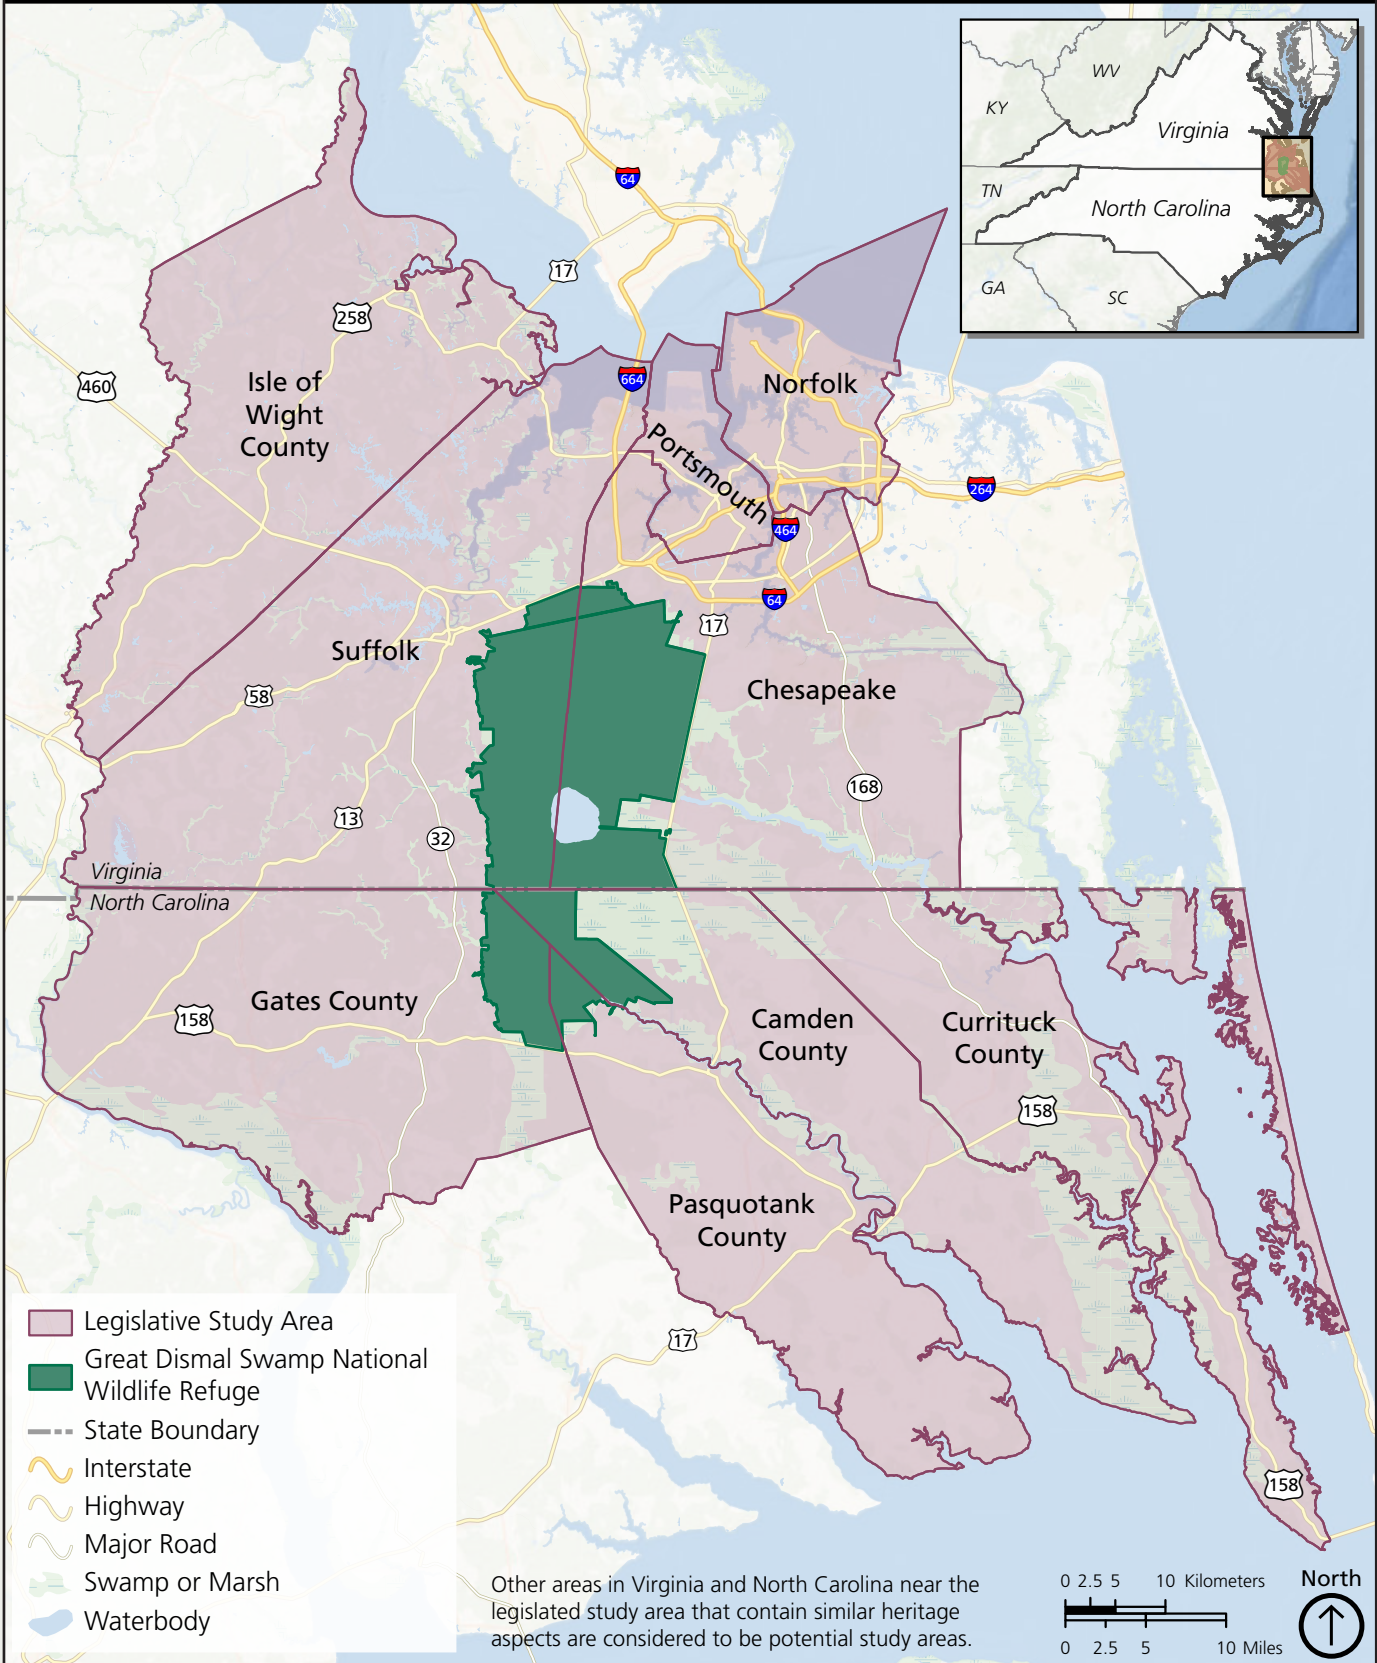 KY
WV
Virginia
TN
North Carolina
GA
SC
64
17
258
664
460
Isle of
Wight
County
Norfolk
Portsmouth
264
464
64
17
Suffolk
58
Chesapeake
168
13
32
Virginia
North Carolina
Gates County
158
Camden
County
Currituck
County
158
Pasquotank
County
17
158
Legislative Study Area
Great Dismal Swamp National
Wildlife Refuge
State Boundary
Interstate
Highway
Major Road
Swamp or Marsh
Waterbody
Other areas in Virginia and North Carolina near the
legislated study area that contain similar heritage
aspects are considered to be potential study areas.
0 2.5 5 10 Kilometers
0 2.5 5 10 Miles
North